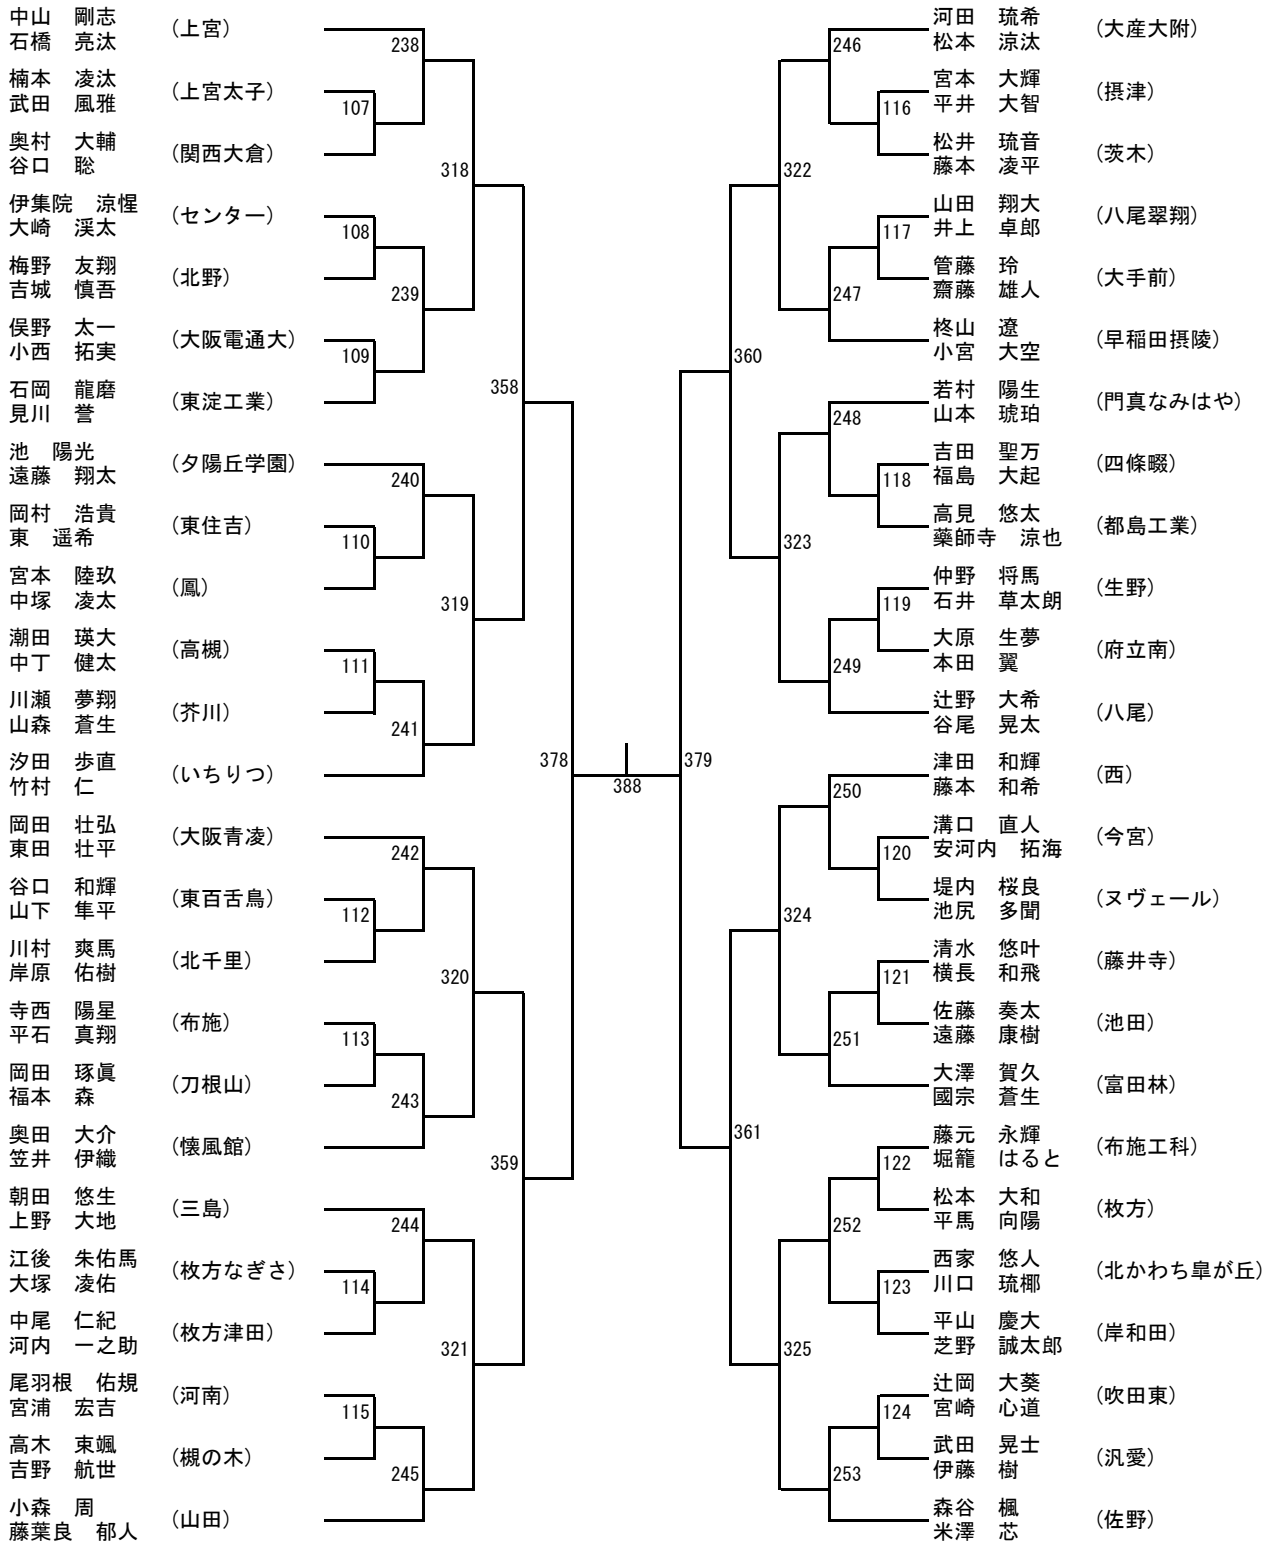 中山　剛志
石橋　亮汰
（上宮）
楠本　凌汰
武田　風雅
（上宮太子）
奥村　大輔
谷口　聡
（関西大倉）
伊集院　涼惺
大崎　渓太
（センター）
梅野　友翔
吉城　慎吾
（北野）
俣野　太一
小西　拓実
（大阪電通大）
石岡　龍磨
見川　誉
（東淀工業）
池　陽光
遠藤　翔太
（夕陽丘学園）
岡村　浩貴
東　遥希
（東住吉）
宮本　陸玖
中塚　凌太
（鳳）
潮田　瑛大
中丁　健太
（高槻）
川瀬　夢翔
山森　蒼生
（芥川）
汐田　歩直
竹村　仁
（いちりつ）
岡田　壮弘
東田　壮平
（大阪青凌）
谷口　和輝
山下　隼平
（東百舌鳥）
川村　爽馬
岸原　佑樹
（北千里）
寺西　陽星
平石　真翔
（布施）
岡田　琢眞
福本　森
（刀根山）
奥田　大介
笠井　伊織
（懐風館）
朝田　悠生
上野　大地
（三島）
江後　朱佑馬
大塚　凌佑
（枚方なぎさ）
中尾　仁紀
河内　一之助
（枚方津田）
尾羽根　佑規
宮浦　宏吉
（河南）
高木　束颯
吉野　航世
（槻の木）
小森　周
藤葉良　郁人
（山田）
107
108
109
110
111
112
113
114
115
238
239
240
241
242
243
244
245
318
319
320
321
358
359
378
388
379
360
361
322
323
324
325
246
247
248
249
250
251
252
253
116
117
118
119
120
121
122
123
124
河田　琉希
松本　涼汰
（大産大附）
宮本　大輝
平井　大智
（摂津）
松井　琉音
藤本　凌平
（茨木）
山田　翔大
井上　卓郎
（八尾翠翔）
管藤　玲
齋藤　雄人
（大手前）
柊山　遼
小宮　大空
（早稲田摂陵）
若村　陽生
山本　琥珀
（門真なみはや）
吉田　聖万
福島　大起
（四條畷）
高見　悠太
藥師寺　涼也
（都島工業）
仲野　将馬
石井　草太朗
（生野）
大原　生夢
本田　翼
（府立南）
辻野　大希
谷尾　晃太
（八尾）
津田　和輝
藤本　和希
（西）
溝口　直人
安河内　拓海
（今宮）
堤内　桜良
池尻　多聞
（ヌヴェール）
清水　悠叶
横長　和飛
（藤井寺）
佐藤　奏太
遠藤　康樹
（池田）
大澤　賀久
國宗　蒼生
（富田林）
藤元　永輝
堀籠　はると
（布施工科）
松本　大和
平馬　向陽
（枚方）
西家　悠人
川口　琉椰
（北かわち皐が丘）
平山　慶大
芝野　誠太郎
（岸和田）
辻岡　大葵
宮崎　心道
（吹田東）
武田　晃士
伊藤　樹
（汎愛）
森谷　楓
米澤　芯
（佐野）